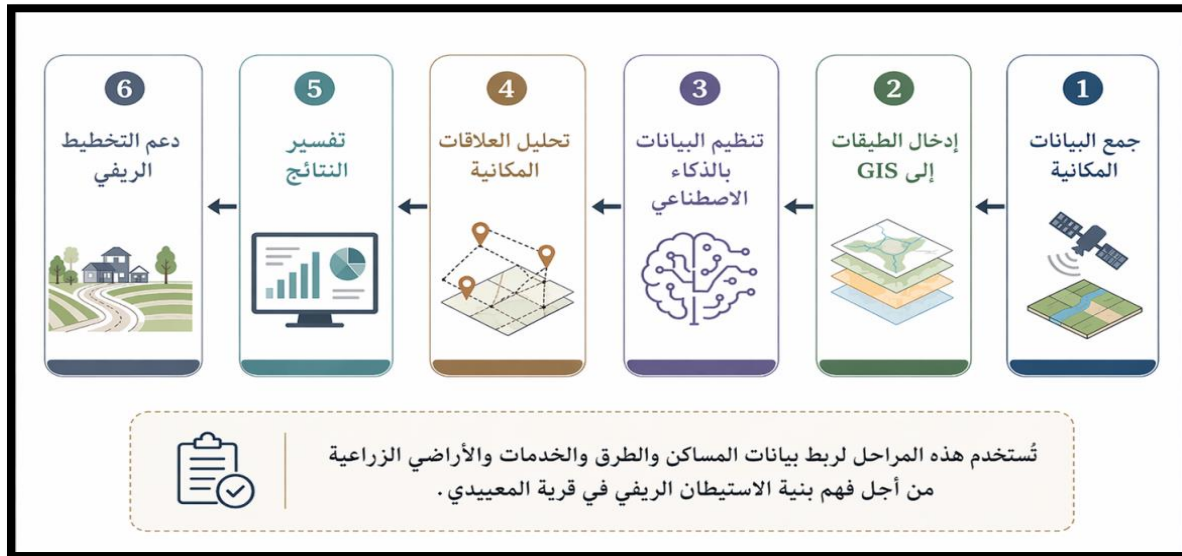 1
جمع البيانات
المكانية
2
إدخال الطبقات
إلى GIS
3
تنظيم البيانات
بالذكاء
الاصطناعي
4
تحليل العلاقات
المكانية
5
تفسير
النتائج
6
دعم التخطيط
الريفي
تُستخدم هذه المراحل لربط بيانات المساكن والطرق والخدمات والأراضي الزراعية
من أجل فهم بنية الاستيطان الريفي في قرية المعييدي.